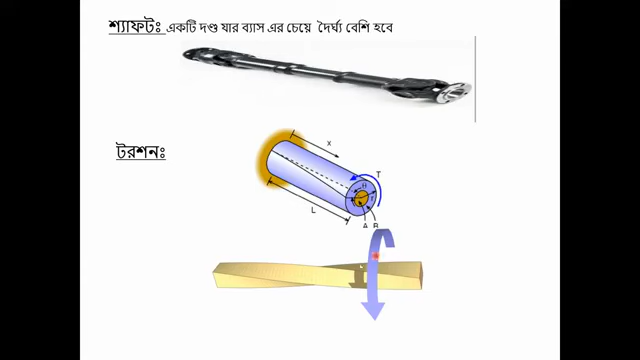 শ্যাফটঃ একটি দণ্ড যার ব্যাস এর চেয়ে দৈর্ঘ্য বেশি হবে
টরশনঃ
x
T
L
A B